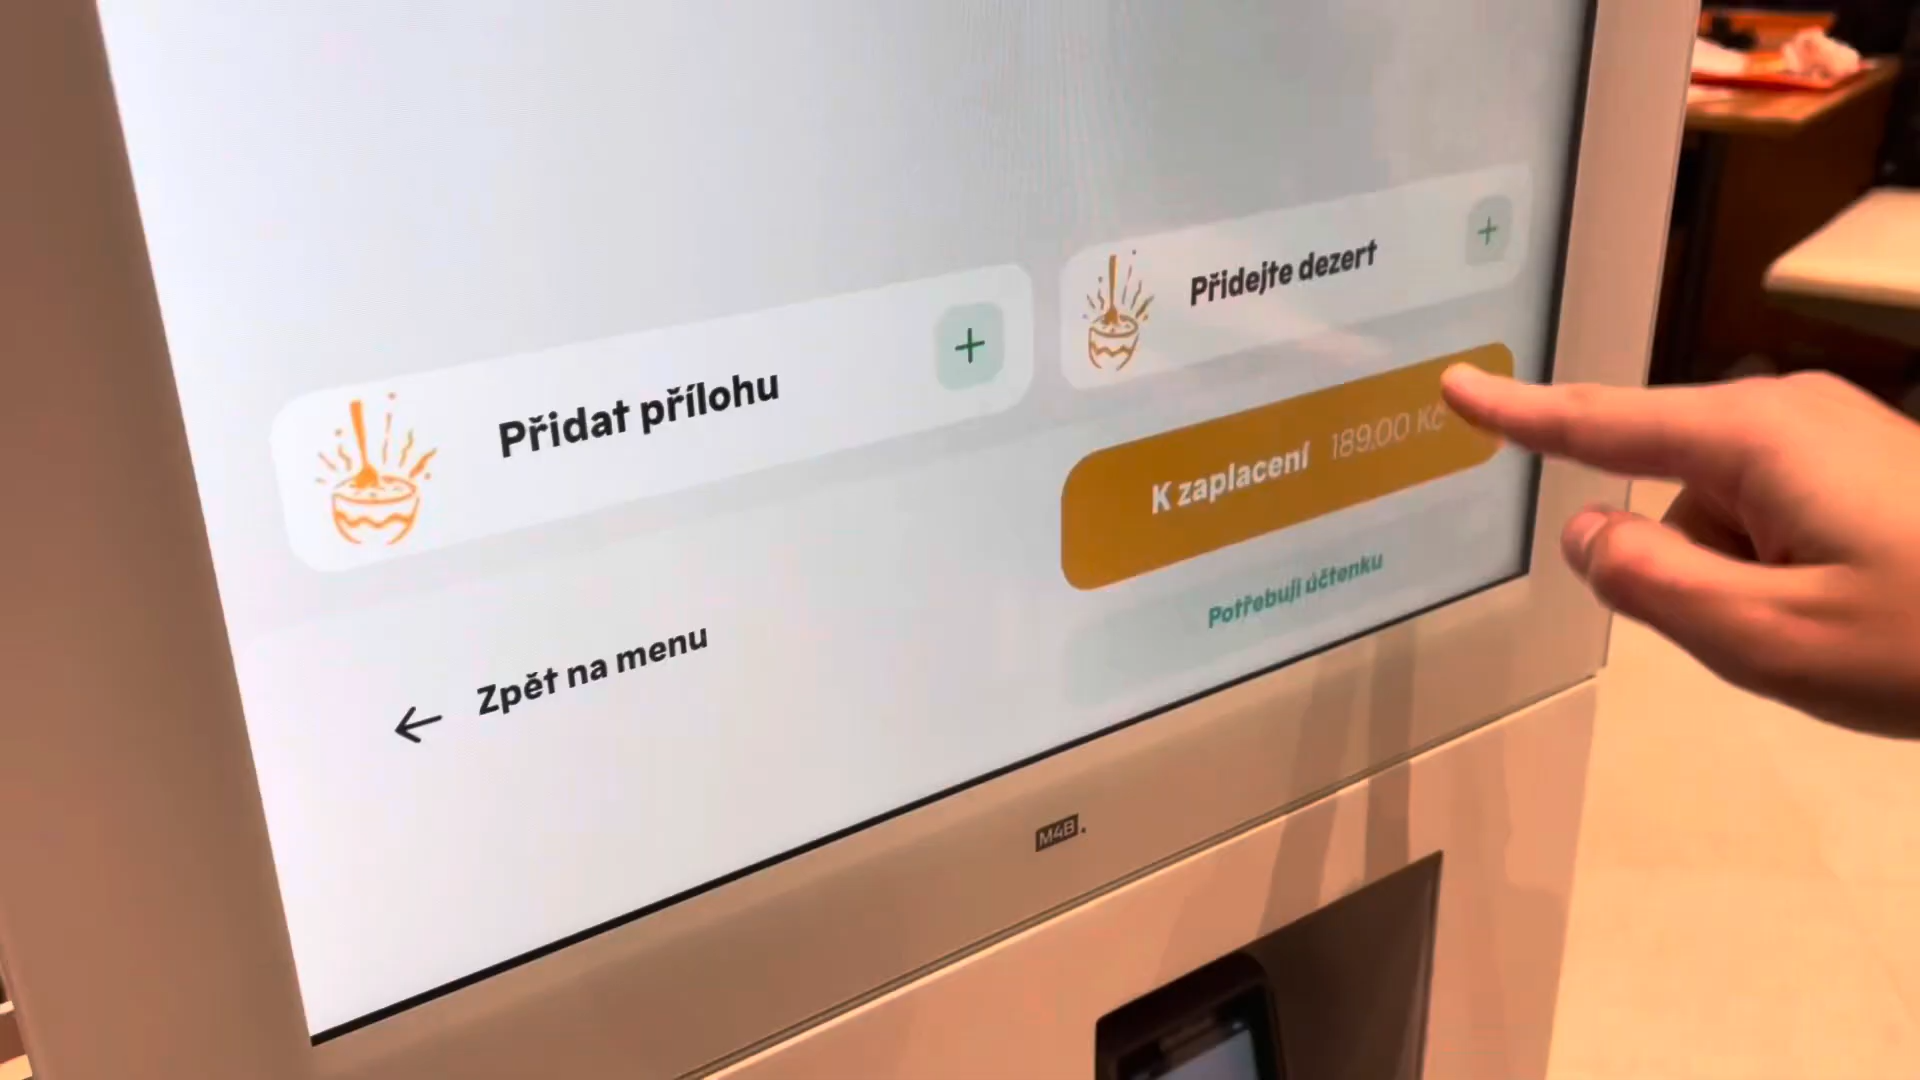 Přidat přílohu
+
Přidejte dezert
+
K zaplacení 189,00 Kč
Potřebuji účtenku
← Zpět na menu
M4B.